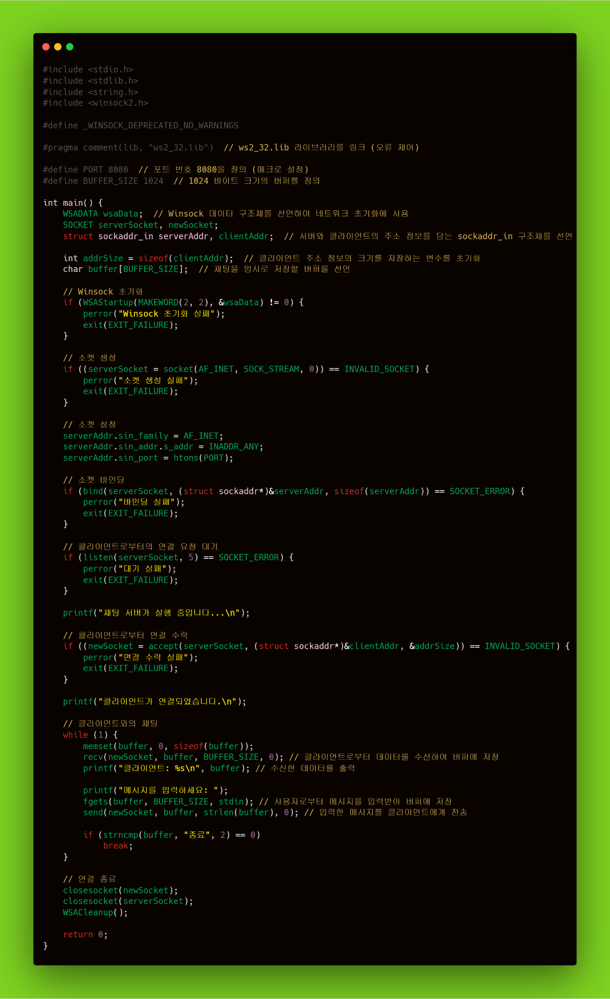 #include <stdio.h>
#include <stdlib.h>
#include <string.h>
#include <winsock2.h>

#define _WINSOCK_DEPRECATED_NO_WARNINGS

#pragma comment(lib, "ws2_32.lib")  // ws2_32.lib 라이브러리를 링크 (오류 제어)

#define PORT 8080  // 포트 번호 8080을 정의 (매크로 설정)
#define BUFFER_SIZE 1024  // 1024 바이트 크기의 버퍼를 정의

int main() {
    WSADATA wsaData;  // Winsock 데이터 구조체를 선언하여 네트워크 초기화에 사용
    SOCKET serverSocket, newSocket;
    struct sockaddr_in serverAddr, clientAddr;  // 서버와 클라이언트의 주소 정보를 담는 sockaddr_in 구조체를 선언

    int addrSize = sizeof(clientAddr);  // 클라이언트 주소 정보의 크기를 저장하는 변수를 초기화
    char buffer[BUFFER_SIZE];  // 채팅을 임시로 저장할 버퍼를 선언

    // Winsock 초기화
    if (WSAStartup(MAKEWORD(2, 2), &wsaData) != 0) {
        perror("Winsock 초기화 실패");
        exit(EXIT_FAILURE);
    }

    // 소켓 생성
    if ((serverSocket = socket(AF_INET, SOCK_STREAM, 0)) == INVALID_SOCKET) {
        perror("소켓 생성 실패");
        exit(EXIT_FAILURE);
    }

    // 소켓 설정
    serverAddr.sin_family = AF_INET;
    serverAddr.sin_addr.s_addr = INADDR_ANY;
    serverAddr.sin_port = htons(PORT);

    // 소켓 바인딩
    if (bind(serverSocket, (struct sockaddr*)&serverAddr, sizeof(serverAddr)) == SOCKET_ERROR) {
        perror("바인딩 실패");
        exit(EXIT_FAILURE);
    }

    // 클라이언트로부터의 연결 요청 대기
    if (listen(serverSocket, 5) == SOCKET_ERROR) {
        perror("대기 실패");
        exit(EXIT_FAILURE);
    }

    printf("채팅 서버가 실행 중입니다...\n");

    // 클라이언트로부터 연결 수락
    if ((newSocket = accept(serverSocket, (struct sockaddr*)&clientAddr, &addrSize)) == INVALID_SOCKET) {
        perror("연결 수락 실패");
        exit(EXIT_FAILURE);
    }

    printf("클라이언트가 연결되었습니다.\n");

    // 클라이언트와의 채팅
    while (1) {
        memset(buffer, 0, sizeof(buffer));
        recv(newSocket, buffer, BUFFER_SIZE, 0); // 클라이언트로부터 데이터를 수신하여 버퍼에 저장
        printf("클라이언트: %s\n", buffer); // 수신한 데이터를 출력

        printf("메시지를 입력하세요: ");
        fgets(buffer, BUFFER_SIZE, stdin); // 사용자로부터 메시지를 입력받아 버퍼에 저장
        send(newSocket, buffer, strlen(buffer), 0); // 입력한 메시지를 클라이언트에게 전송

        if (strncmp(buffer, "종료", 2) == 0)
            break;
    }

    // 연결 종료
    closesocket(newSocket);
    closesocket(serverSocket);
    WSACleanup();

    return 0;
}